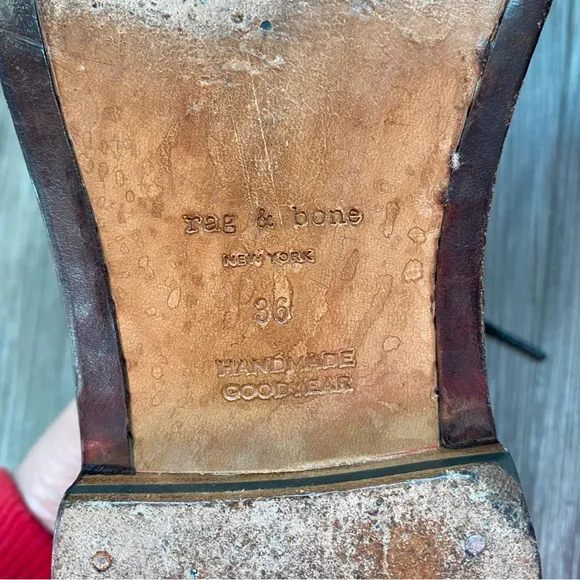 rag & bone
NEW YORK
36
HANDMADE
GOODYEAR